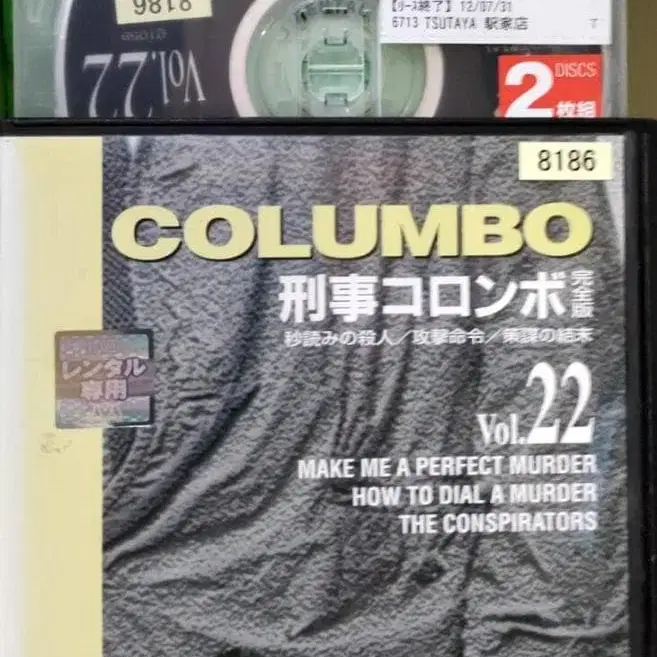 8186
Vol.22
【リース終了】12/07/31
6713 TSUTAYA 駅家店
T
2
DISCS
枚組
8186
COLUMBO
刑事コロンボ 完全版
秒読みの殺人／攻撃命令／策謀の結末
レンタル
専用
Vol.22
MAKE ME A PERFECT MURDER
HOW TO DIAL A MURDER
THE CONSPIRATORS